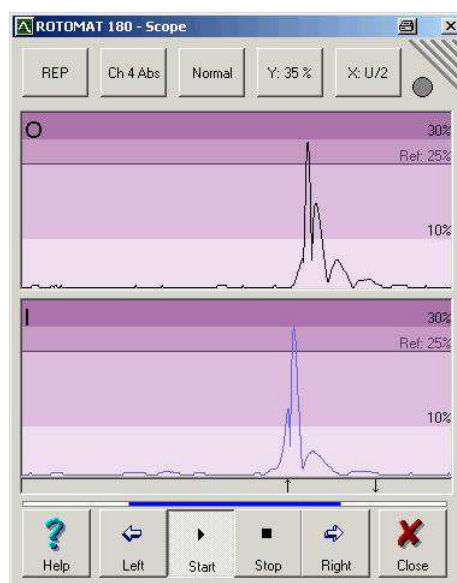 ROTOMAT 180 - Scope
REP
Ch 4 Abs
Normal
Y: 35 %
X: U/2
O
30%
Ref: 25%
10%
I
30%
Ref: 25%
10%
Help
Left
Start
Stop
Right
Close